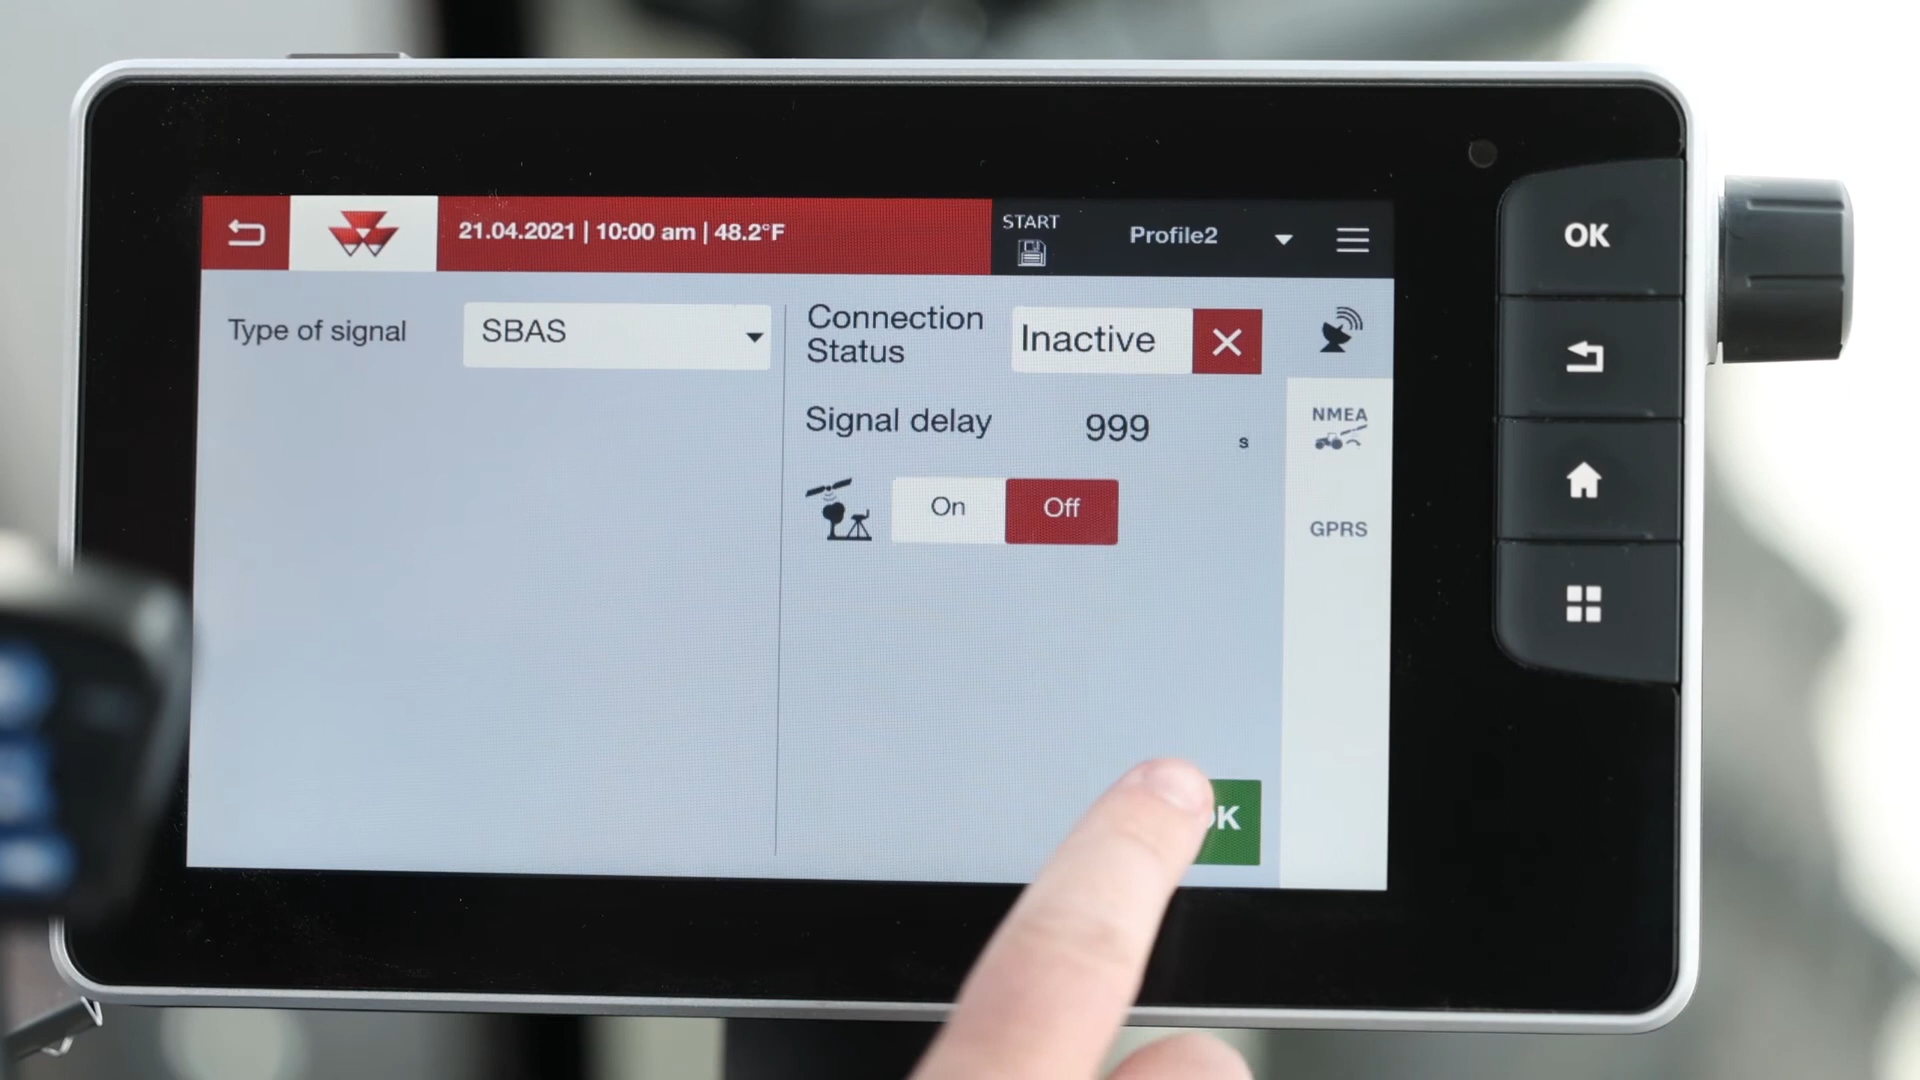 21.04.2021 | 10:00 am | 48.2°F
START
Profile2
OK
Type of signal
SBAS
Connection
Status
Inactive
Signal delay
999
s
NMEA
On
Off
GPRS
OK